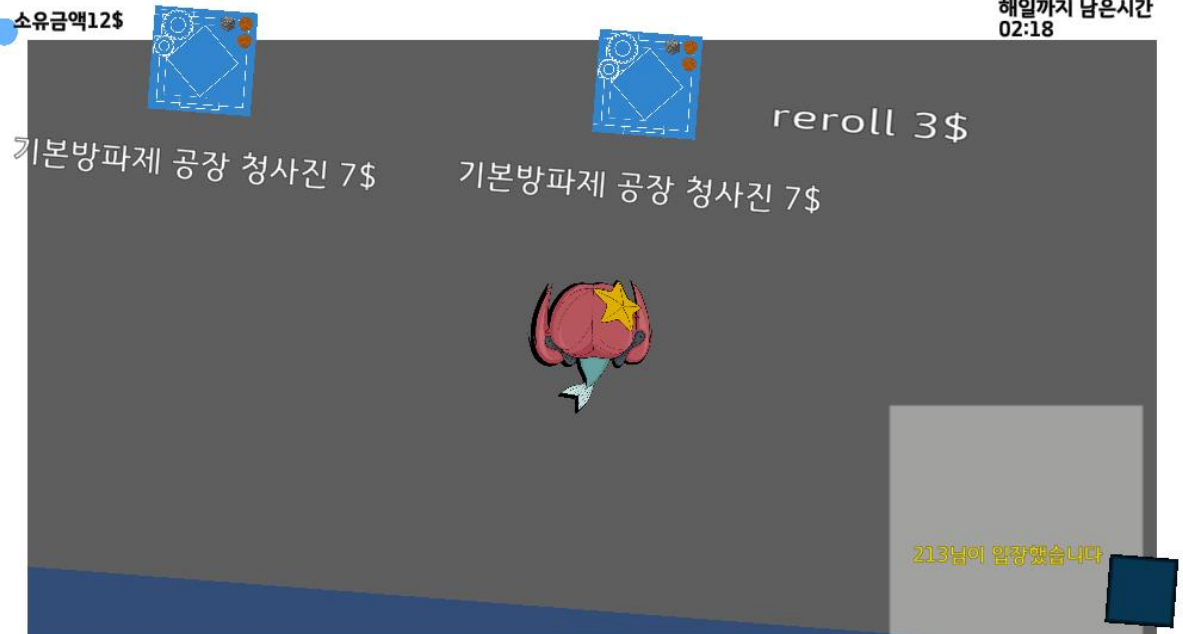 소유금액12$
해일까지 남은시간
02:18
reroll 3$
기본방파제 공장 청사진 7$
기본방파제 공장 청사진 7$
213님이 입장했습니다